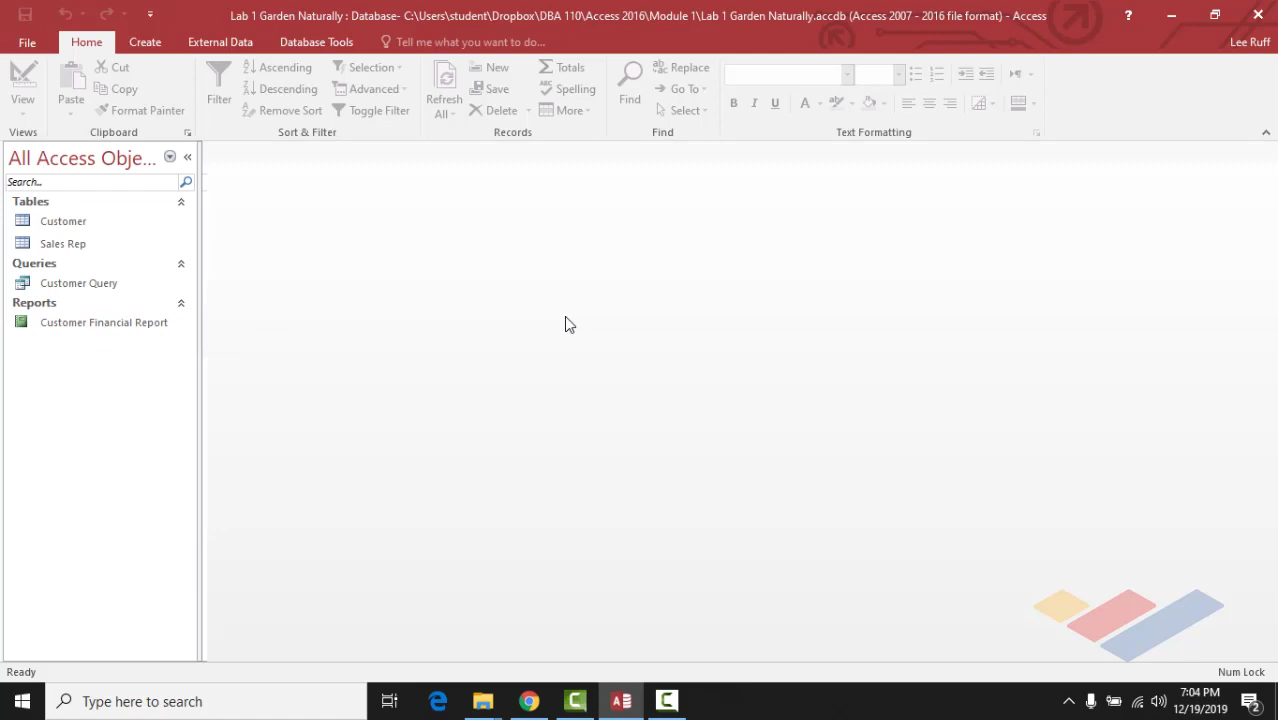 Lab 1 Garden Naturally : Database- C:\Users\student\Dropbox\DBA 110\Access 2016\Module 1\Lab 1 Garden Naturally.accdb (Access 2007 - 2016 file format) - Access
?
File Home Create External Data Database Tools Tell me what you want to do... Lee Ruff
View
Views
Paste
Cut
Copy
Format Painter
Clipboard
Filter
Ascending
Descending
Remove Sort
Selection
Advanced
Toggle Filter
Sort & Filter
Refresh
All
New
Save
Delete
Totals
Spelling
More
Records
Find
Replace
Go To
Select
Find
B I U A
Text Formatting
All Access Obje...
Search...
Tables
Customer
Sales Rep
Queries
Customer Query
Reports
Customer Financial Report
Ready
Num Lock
Type here to search
7:04 PM
12/19/2019
2